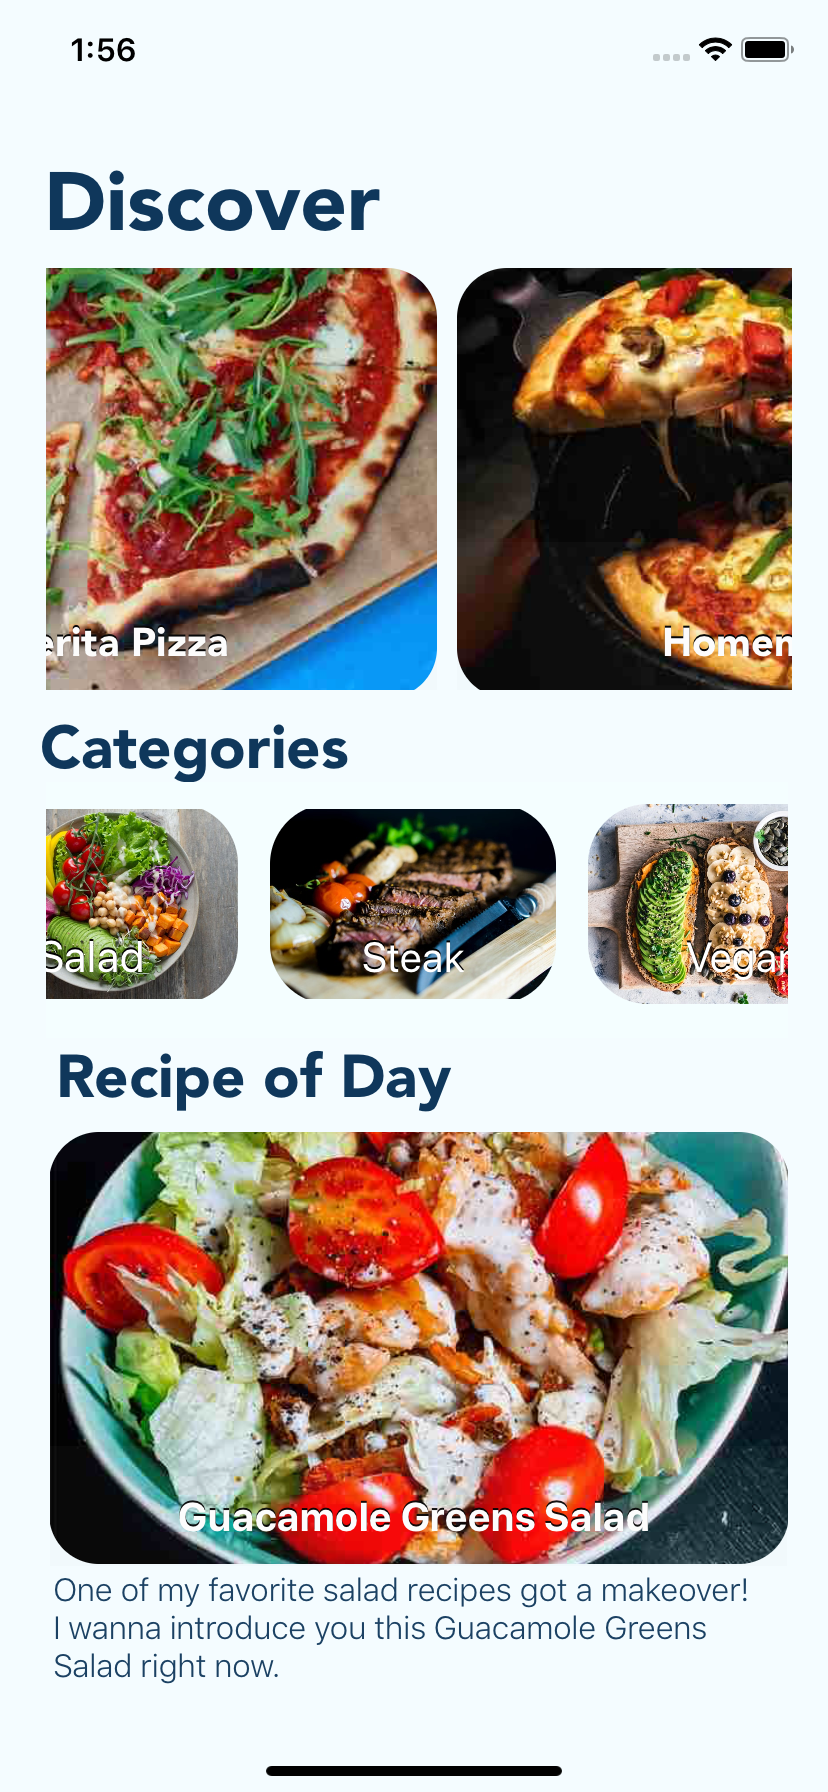 1:56
Discover
erita Pizza
Homem
Categories
Salad
Steak
Vegan
Recipe of Day
Guacamole Greens Salad
One of my favorite salad recipes got a makeover!
I wanna introduce you this Guacamole Greens
Salad right now.